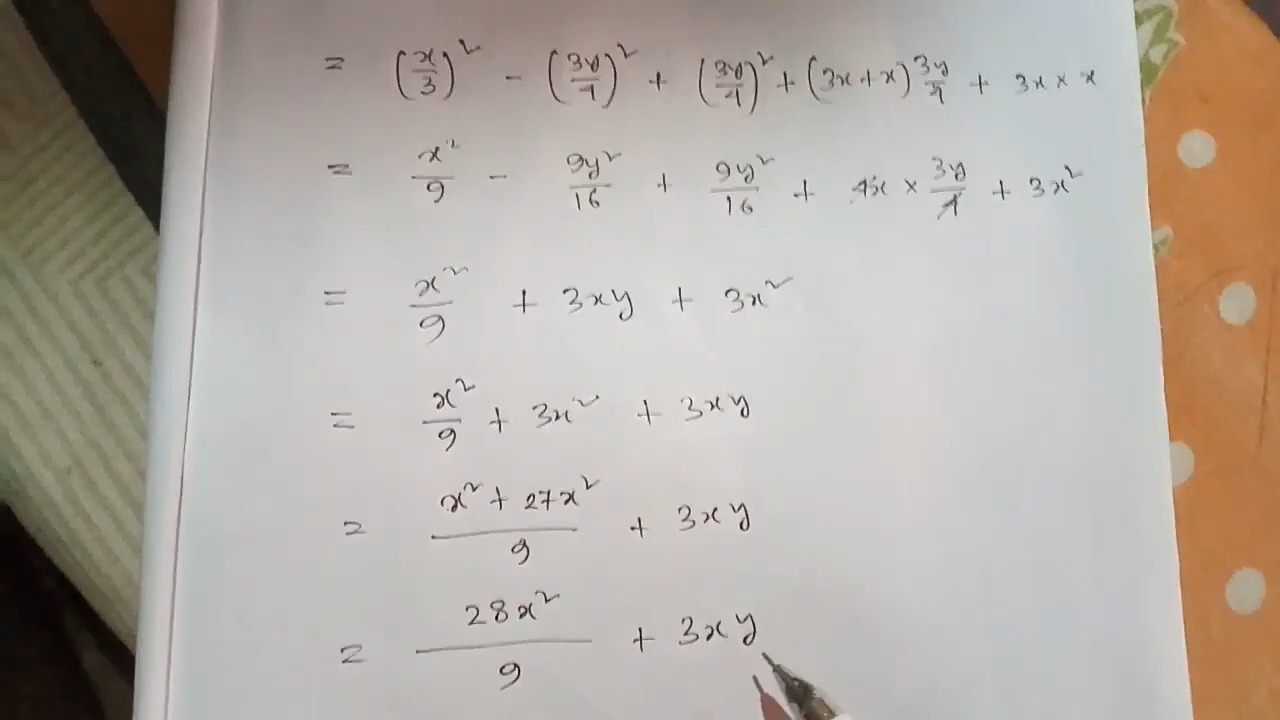 = (x/3)² - (3y/4)² + (3y/4)² + (3x + x) 3y/4 + 3x × x
= x²/9 - 9y²/16 + 9y²/16 + 4x × 3y/4 + 3x²
= x²/9 + 3xy + 3x²
= x²/9 + 3x² + 3xy
= (x² + 27x²)/9 + 3xy
= 28x²/9 + 3xy